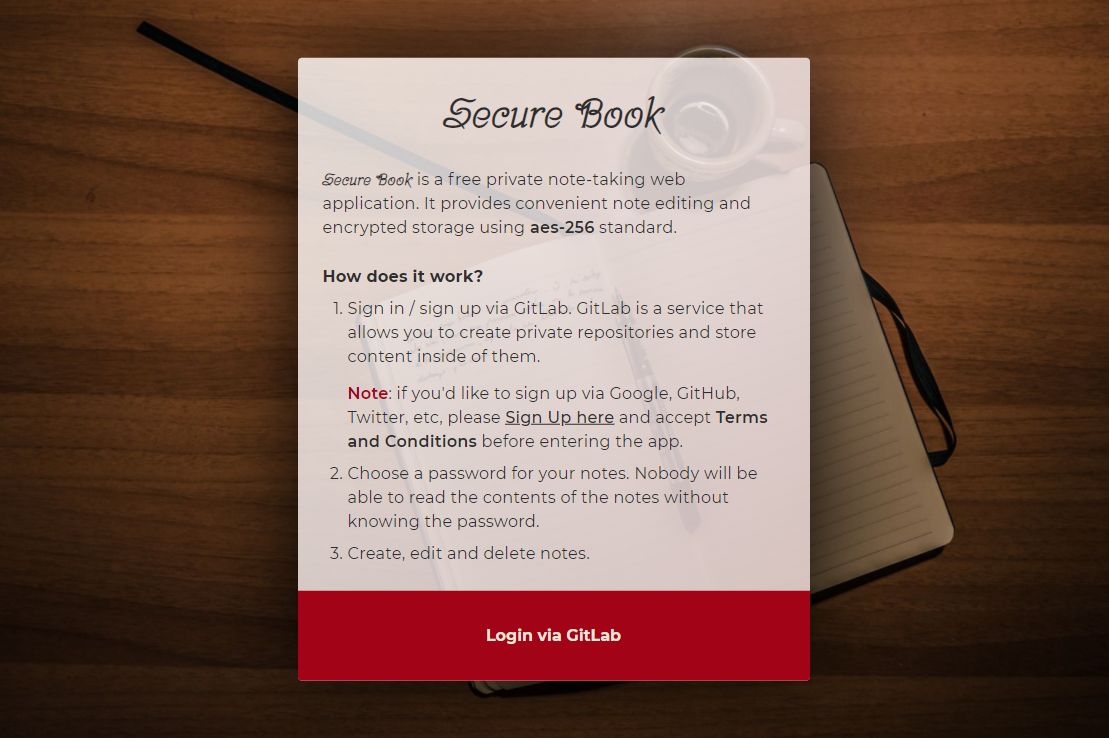 Secure Book
Secure Book is a free private note-taking web
application. It provides convenient note editing and
encrypted storage using aes-256 standard.
How does it work?
1. Sign in / sign up via GitLab. GitLab is a service that
allows you to create private repositories and store
content inside of them.
Note: if you'd like to sign up via Google, GitHub,
Twitter, etc, please Sign Up here and accept Terms
and Conditions before entering the app.
2. Choose a password for your notes. Nobody will be
able to read the contents of the notes without
knowing the password.
3. Create, edit and delete notes.
Login via GitLab